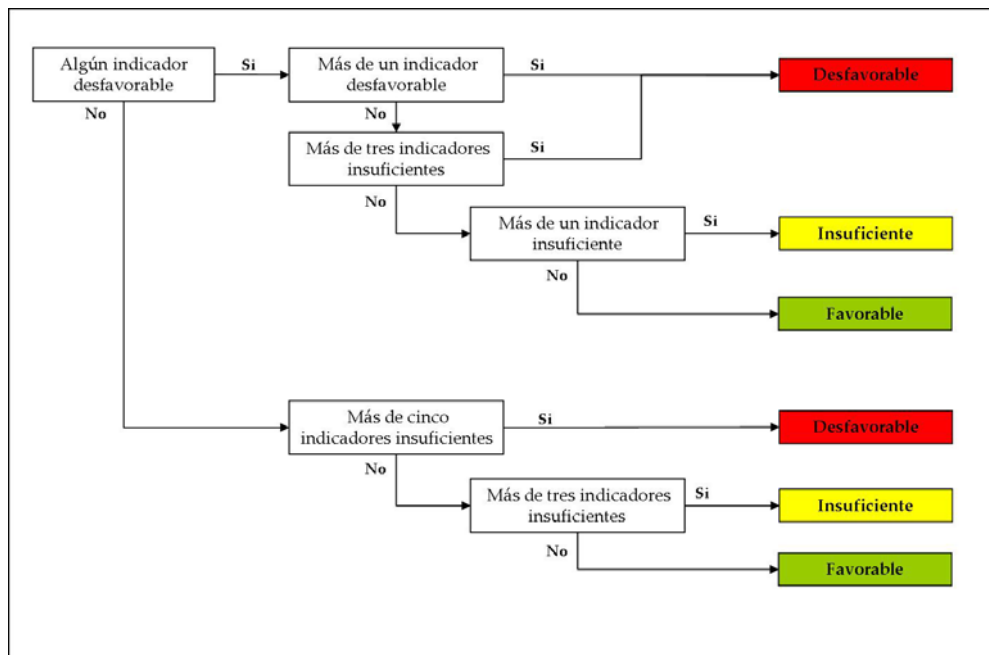 Algún indicador
desfavorable
Si
Más de un indicador
desfavorable
Si
Desfavorable
No
No
Más de tres indicadores
insuficientes
Si
No
Más de un indicador
insuficiente
Si
Insuficiente
No
Favorable
Más de cinco
indicadores insuficientes
Si
Desfavorable
No
Más de tres indicadores
insuficientes
Si
Insuficiente
No
Favorable